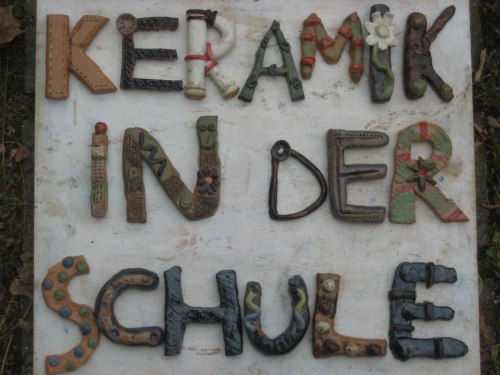 KERAMIK
IN DER
SCHULE